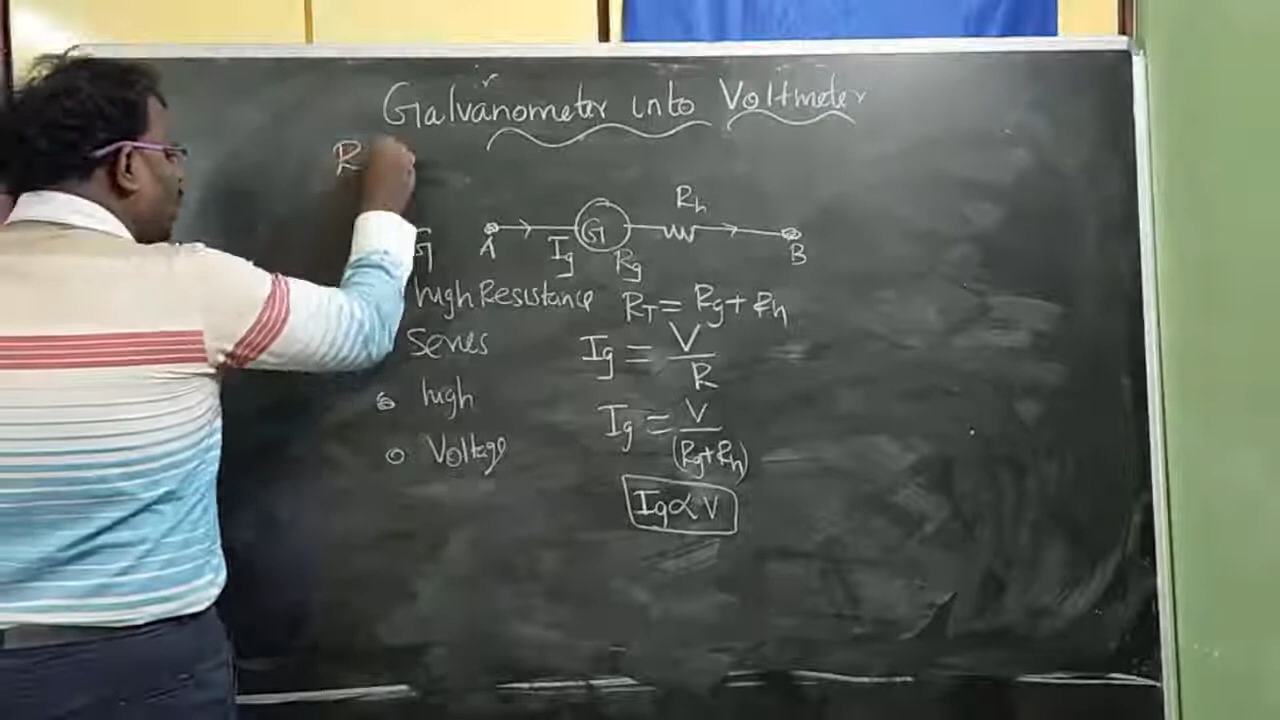 Galvanometer into Voltmeter
R
Rh
A
G
B
Ig
Rg
G
high Resistance
RT = Rg + Rh
Series
Ig = V / R
high
Ig = V / (Rg + Rh)
Voltage
Ig ∝ V